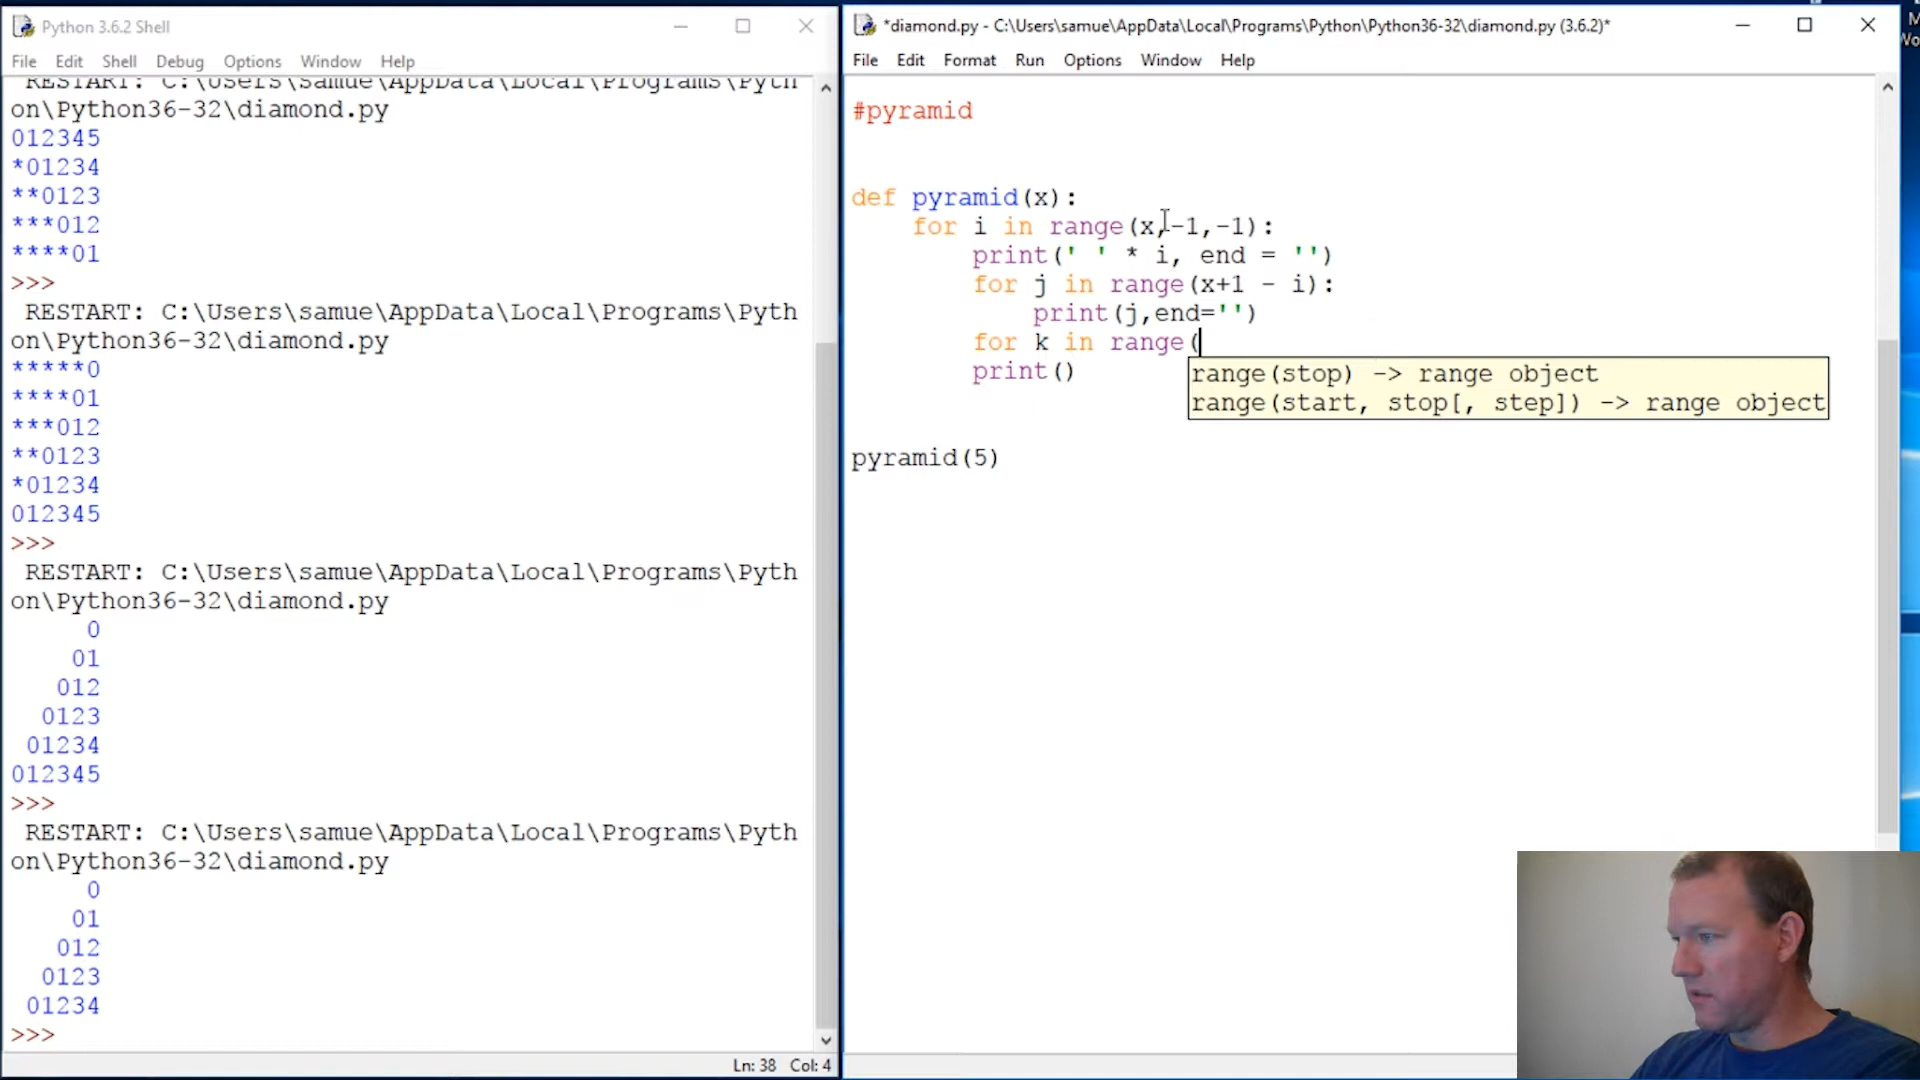 Python 3.6.2 Shell
File Edit Shell Debug Options Window Help
RESTART: C:\Users\samue\AppData\Local\Programs\Pyth
on\Python36-32\diamond.py
012345
*01234
**0123
***012
****01
>>>
RESTART: C:\Users\samue\AppData\Local\Programs\Pyth
on\Python36-32\diamond.py
*****0
****01
***012
**0123
*01234
012345
>>>
RESTART: C:\Users\samue\AppData\Local\Programs\Pyth
on\Python36-32\diamond.py
     0
    01
   012
  0123
 01234
012345
>>>
RESTART: C:\Users\samue\AppData\Local\Programs\Pyth
on\Python36-32\diamond.py
     0
    01
   012
  0123
 01234
>>>
Ln: 38 Col: 4
*diamond.py - C:\Users\samue\AppData\Local\Programs\Python\Python36-32\diamond.py (3.6.2)*
File Edit Format Run Options Window Help
#pyramid
def pyramid(x):
    for i in range(x,-1,-1):
        print(' ' * i, end = '')
        for j in range(x+1 - i):
            print(j,end='')
        for k in range(
        print()
range(stop) -> range object
range(start, stop[, step]) -> range object
pyramid(5)